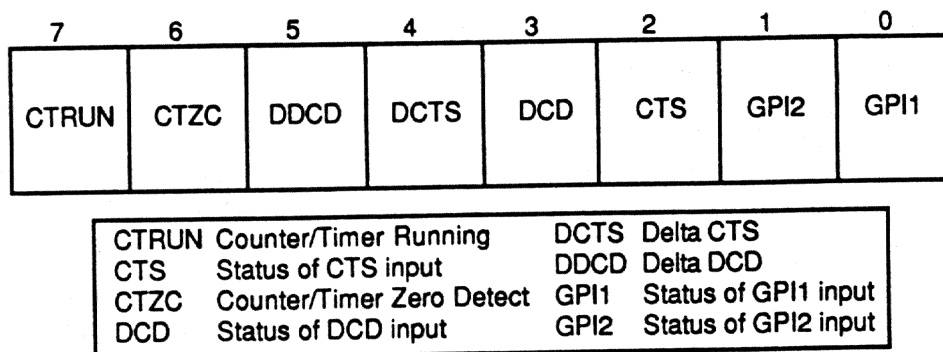 7 6 5 4 3 2 1 0
CTRUN CTZC DDCD DCTS DCD CTS GPI2 GPI1
CTRUN Counter/Timer Running DCTS Delta CTS
CTS Status of CTS input DDCD Delta DCD
CTZC Counter/Timer Zero Detect GPI1 Status of GPI1 input
DCD Status of DCD input GPI2 Status of GPI2 input